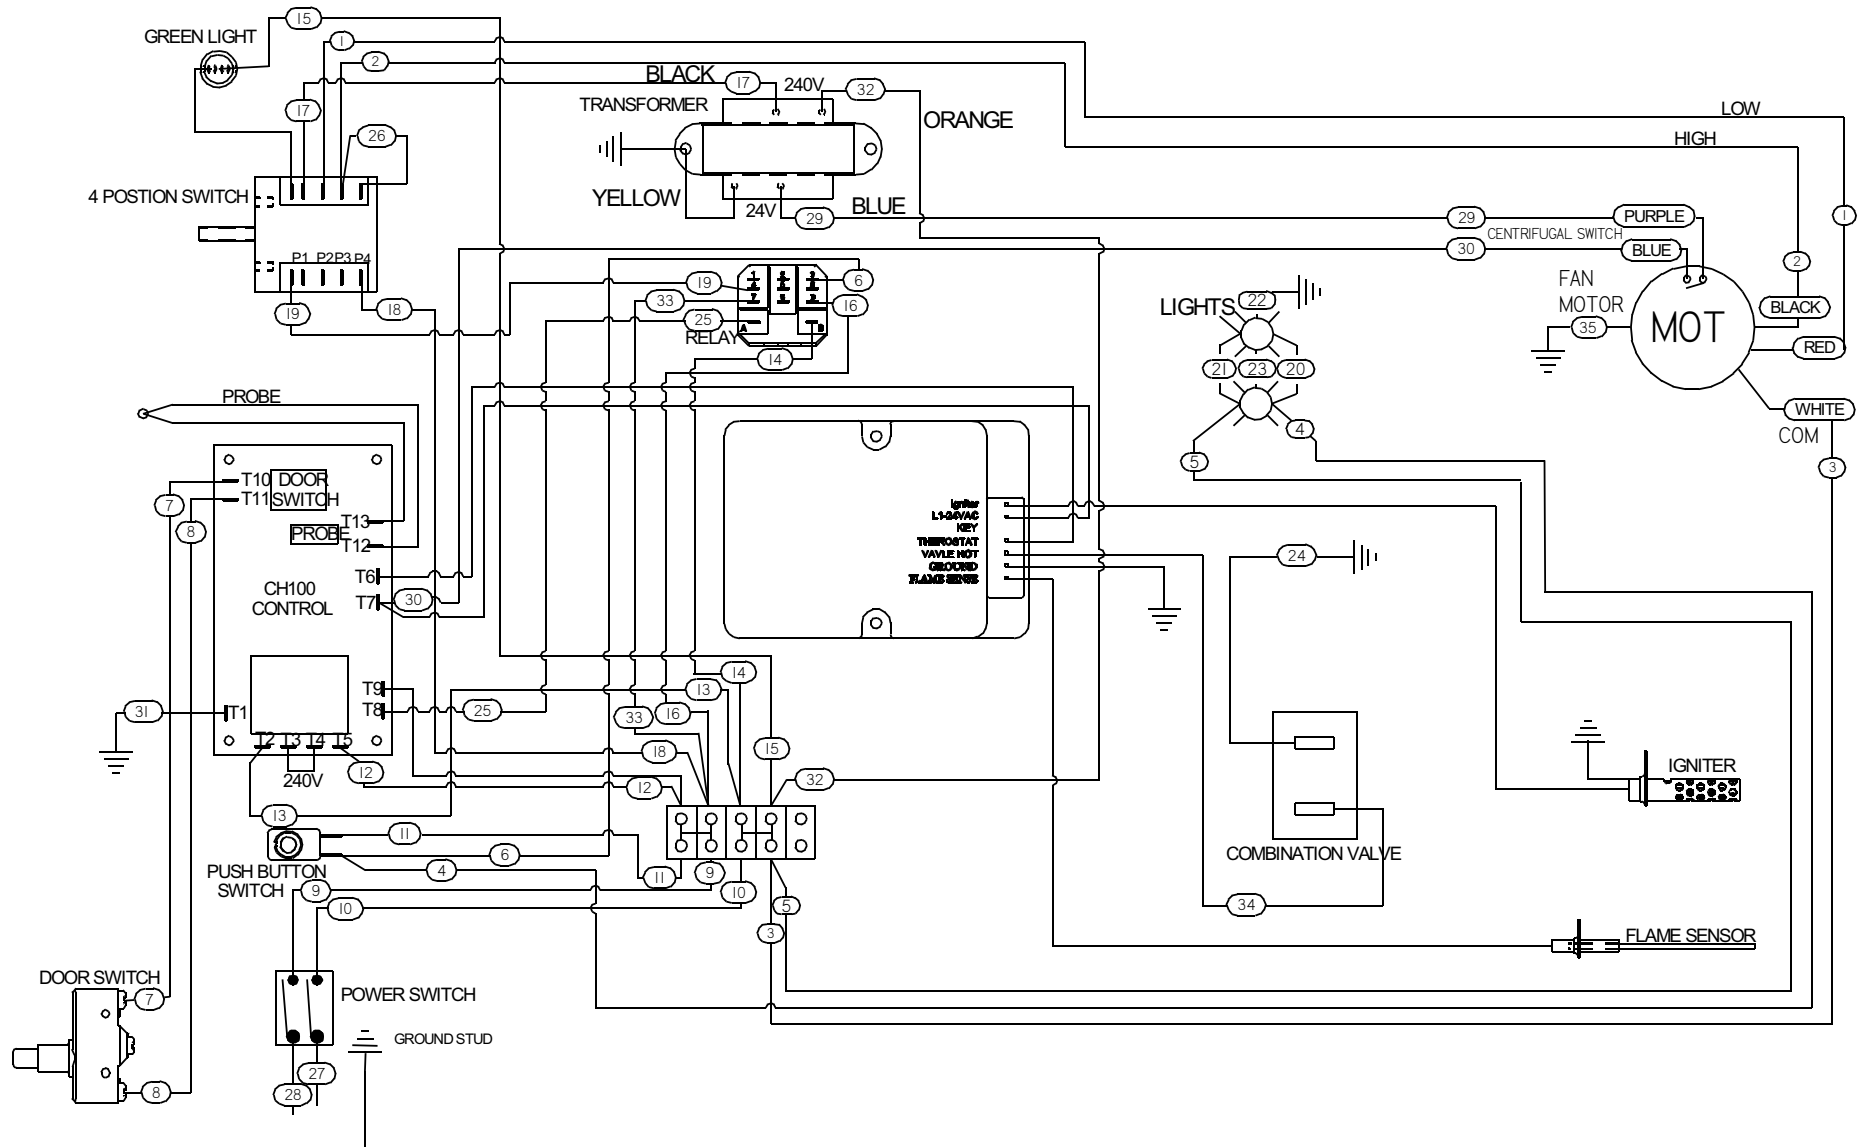 15
GREEN LIGHT
1
2
BLACK
17
240V
32
TRANSFORMER
17
ORANGE
LOW
26
HIGH
4 POSTION SWITCH
YELLOW
24V
29
BLUE
29
PURPLE
1
CENTRIFUGAL SWITCH
30
BLUE
P1 P2 P3 P4
2
19
6
FAN
MOTOR
22
LIGHTS
33
16
BLACK
19
18
25
A
B
RELAY
35
MOT
RED
14
21
23
20
PROBE
WHITE
COM
4
5
3
T10
DOOR
SWITCH
T11
7
8
T13
PROBE
T12
Igniter
L1-24VAC
KEY
THEROSTAT
VAVLE HOT
GROUND
FLAME SENSE
24
T6
CH100
CONTROL
T7
30
14
T9
13
31
T1
T8
25
33
16
15
T2
T3
T4
T5
18
IGNITER
240V
12
12
32
13
11
6
COMBINATION VALVE
PUSH BUTTON
SWITCH
4
11
9
9
10
10
5
34
3
FLAME SENSOR
DOOR SWITCH
7
POWER SWITCH
GROUND STUD
27
8
28